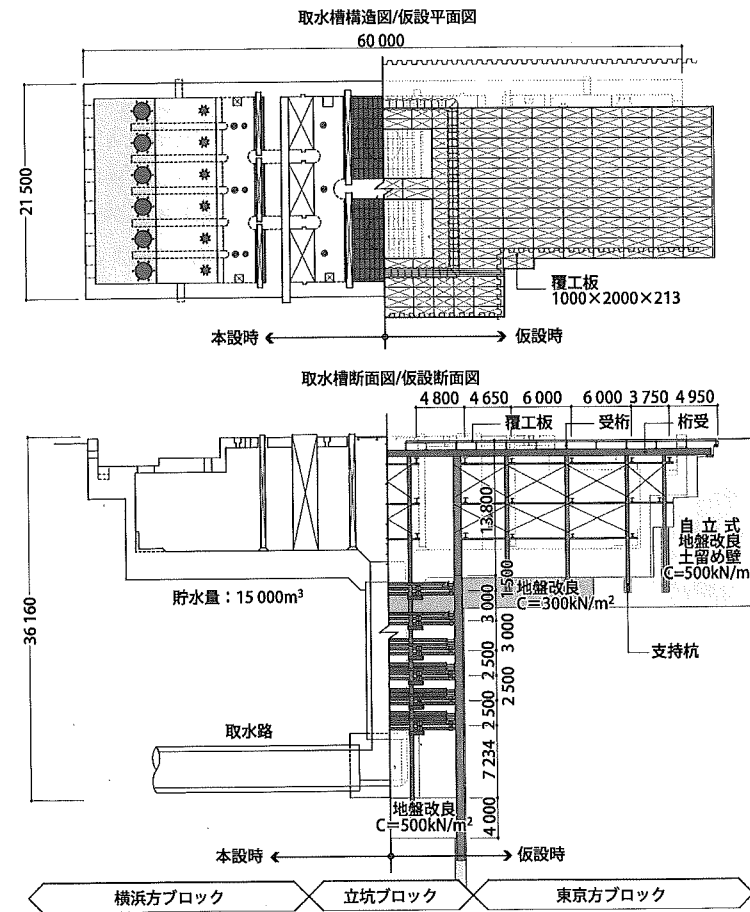 取水槽構造図/仮設平面図
60 000
21 500
覆工板
1000×2000×213
本設時
仮設時
取水槽断面図/仮設断面図
4 800 4 650 6 000 6 000 3 750 4 950
覆工板
受桁
桁受
13 800
自立式
地盤改良
土留め壁
C=500kN/m
1 500
地盤改良
C=300kN/m²
貯水量：15 000m³
36 160
3 000
3 000
2 500
2 500
2 500
支持杭
取水路
7 234
地盤改良
C=500kN/m²
4 000
本設時
仮設時
横浜方ブロック
立坑ブロック
東京方ブロック